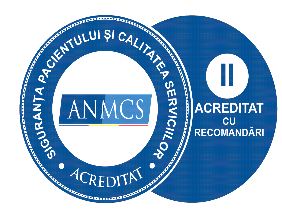 SIGURANȚA PACIENTULUI ȘI CALITATEA SERVICIILOR
ANMCS
• ACREDITAT •
II
ACREDITAT
CU
RECOMANDĂRI